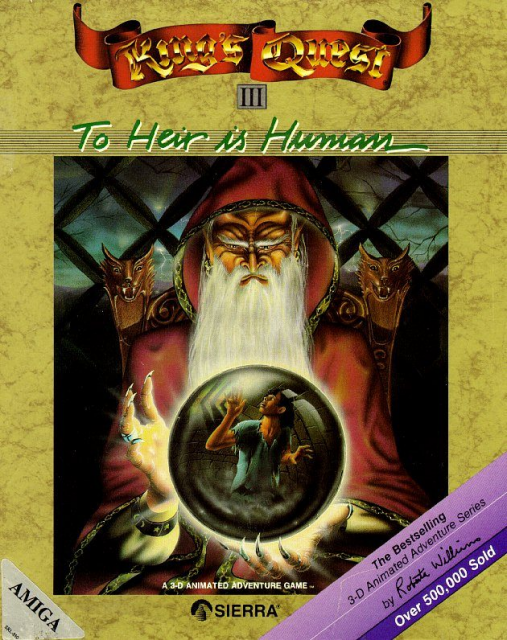 King's Quest
III
To Heir is Human
A 3-D ANIMATED ADVENTURE GAME™
SIERRA®
AMIGA
The Bestselling
3-D Animated Adventure Series
by Roberta Williams
Over 500,000 Sold